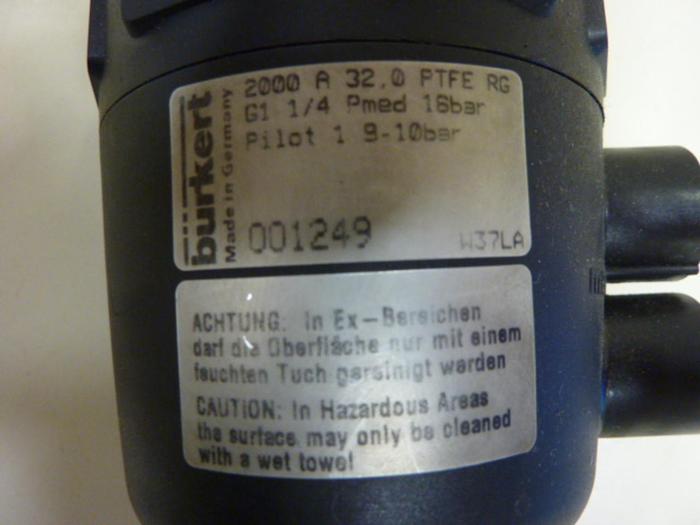 2000 A 32,0 PTFE RG
G1 1/4 Pmed 16bar
Pilot 1 9-10bar
burkert
Made in Germany
001249
W37LA
ACHTUNG: In Ex-Bereichen
darf die Oberfläche nur mit einem
feuchten Tuch gereinigt werden
CAUTION: In Hazardous Areas
the surface may only be cleaned
with a wet towel